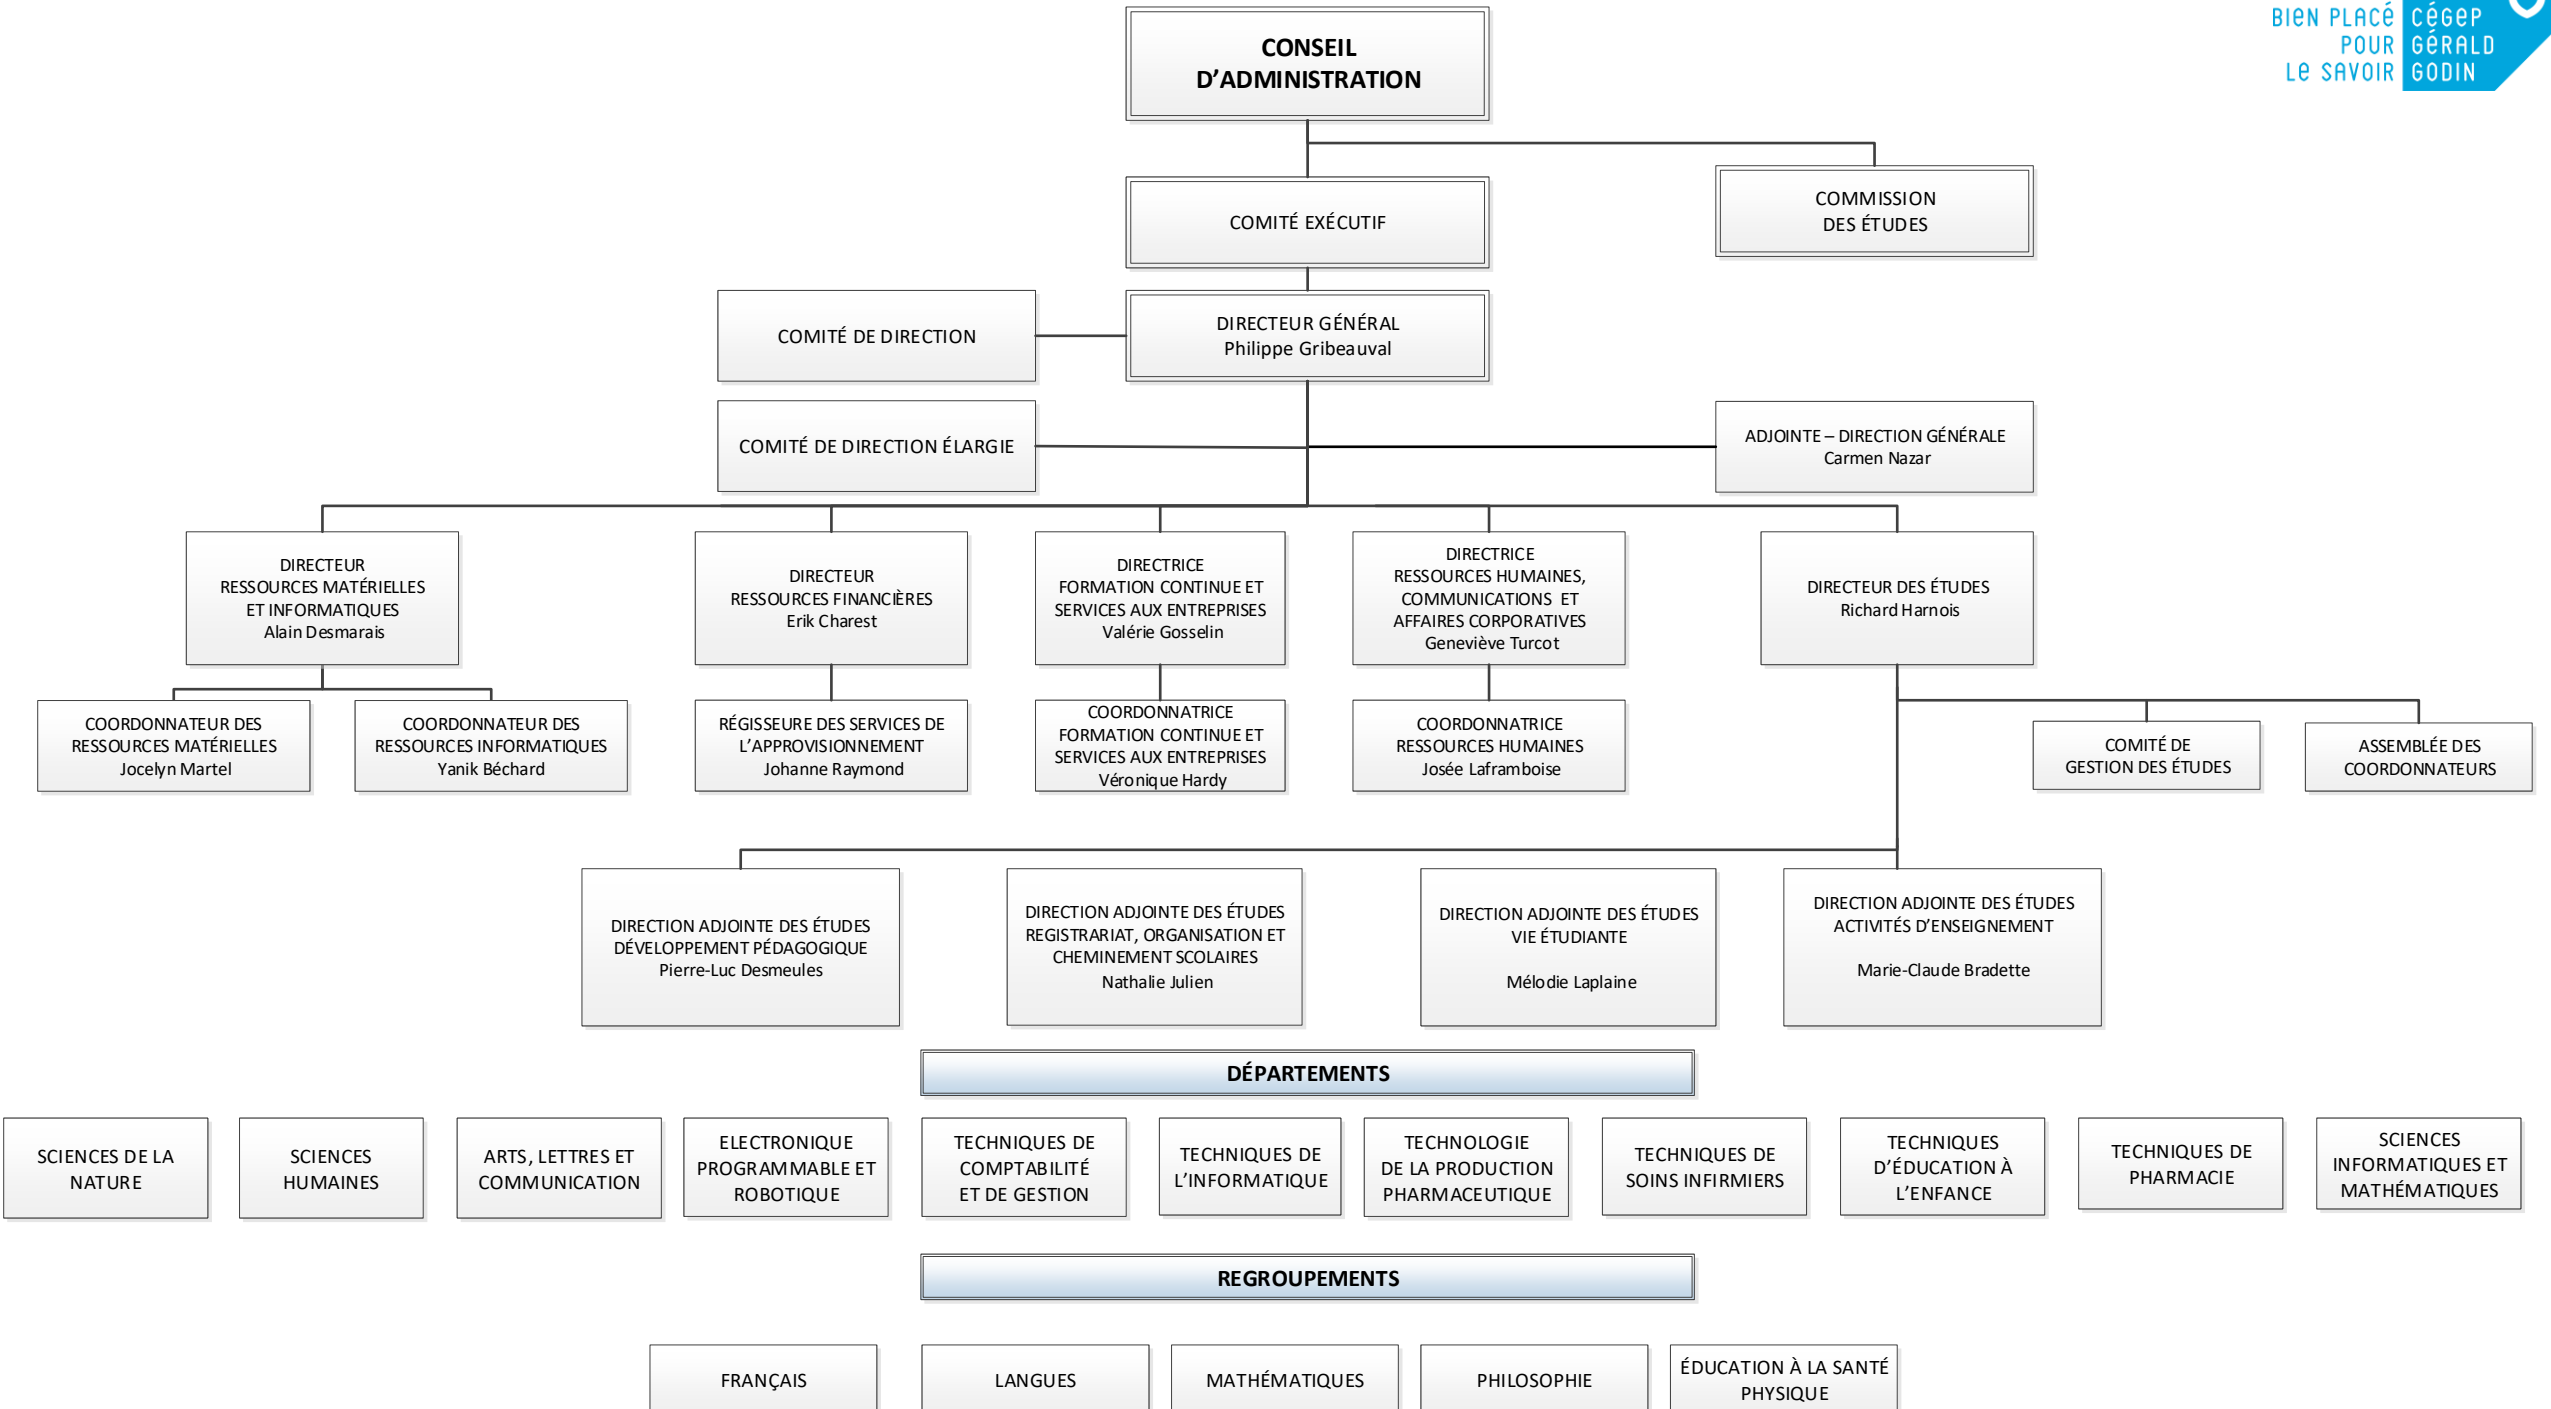 BIEN PLACÉ
POUR
LE SAVOIR
CÉGEP
GÉRALD
GODIN
CONSEIL
D'ADMINISTRATION
COMITÉ EXÉCUTIF
COMMISSION
DES ÉTUDES
COMITÉ DE DIRECTION
DIRECTEUR GÉNÉRAL
Philippe Gribeauval
COMITÉ DE DIRECTION ÉLARGIE
ADJOINTE – DIRECTION GÉNÉRALE
Carmen Nazar
DIRECTEUR
RESSOURCES MATÉRIELLES
ET INFORMATIQUES
Alain Desmarais
DIRECTEUR
RESSOURCES FINANCIÈRES
Erik Charest
DIRECTRICE
FORMATION CONTINUE ET
SERVICES AUX ENTREPRISES
Valérie Gosselin
DIRECTRICE
RESSOURCES HUMAINES,
COMMUNICATIONS ET
AFFAIRES CORPORATIVES
Geneviève Turcot
DIRECTEUR DES ÉTUDES
Richard Harnois
COORDONNATEUR DES
RESSOURCES MATÉRIELLES
Jocelyn Martel
COORDONNATEUR DES
RESSOURCES INFORMATIQUES
Yanik Béchard
RÉGISSEURE DES SERVICES DE
L'APPROVISIONNEMENT
Johanne Raymond
COORDONNATRICE
FORMATION CONTINUE ET
SERVICES AUX ENTREPRISES
Véronique Hardy
COORDONNATRICE
RESSOURCES HUMAINES
Josée Laframboise
COMITÉ DE
GESTION DES ÉTUDES
ASSEMBLÉE DES
COORDONNATEURS
DIRECTION ADJOINTE DES ÉTUDES
DÉVELOPPEMENT PÉDAGOGIQUE
Pierre-Luc Desmeules
DIRECTION ADJOINTE DES ÉTUDES
REGISTRARIAT, ORGANISATION ET
CHEMINEMENT SCOLAIRES
Nathalie Julien
DIRECTION ADJOINTE DES ÉTUDES
VIE ÉTUDIANTE
Mélodie Laplaine
DIRECTION ADJOINTE DES ÉTUDES
ACTIVITÉS D'ENSEIGNEMENT
Marie-Claude Bradette
DÉPARTEMENTS
SCIENCES DE LA
NATURE
SCIENCES
HUMAINES
ARTS, LETTRES ET
COMMUNICATION
ELECTRONIQUE
PROGRAMMABLE ET
ROBOTIQUE
TECHNIQUES DE
COMPTABILITÉ
ET DE GESTION
TECHNIQUES DE
L'INFORMATIQUE
TECHNOLOGIE
DE LA PRODUCTION
PHARMACEUTIQUE
TECHNIQUES DE
SOINS INFIRMIERS
TECHNIQUES
D'ÉDUCATION À
L'ENFANCE
TECHNIQUES DE
PHARMACIE
SCIENCES
INFORMATIQUES ET
MATHÉMATIQUES
REGROUPEMENTS
FRANÇAIS
LANGUES
MATHÉMATIQUES
PHILOSOPHIE
ÉDUCATION À LA SANTÉ
PHYSIQUE